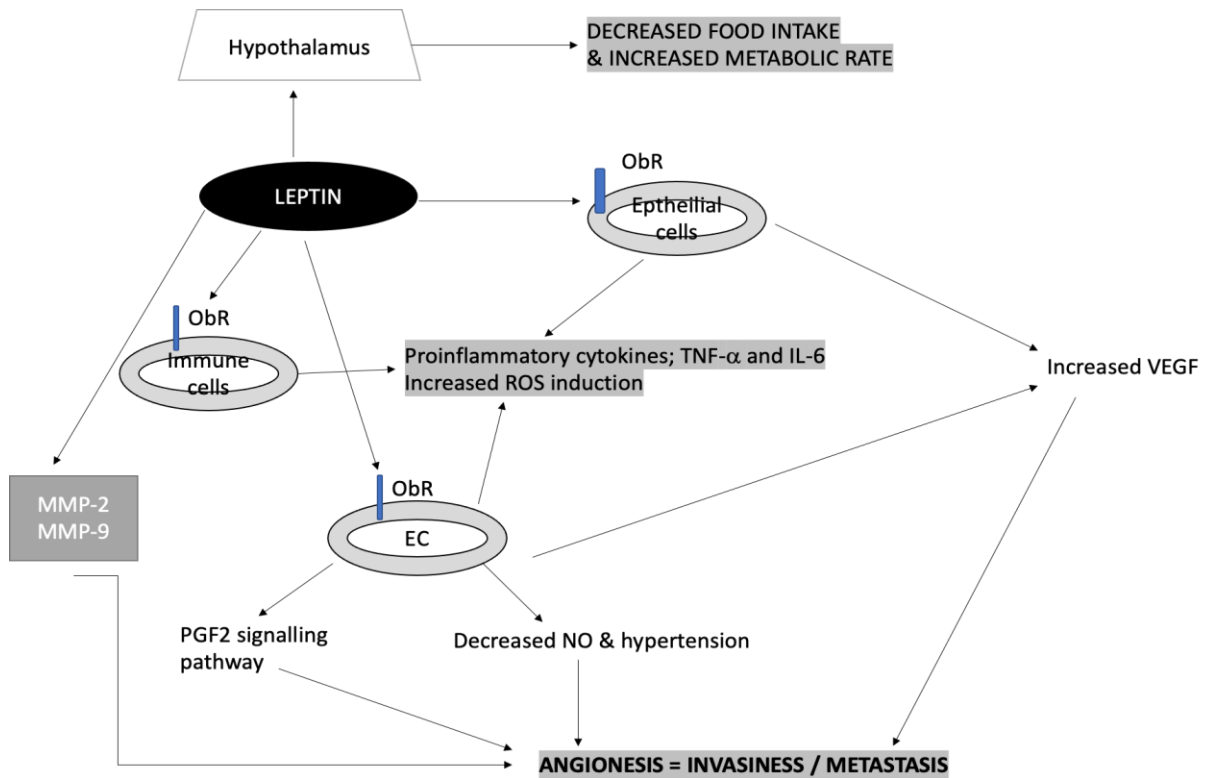 Hypothalamus
DECREASED FOOD INTAKE
& INCREASED METABOLIC RATE
LEPTIN
ObR
Eptheilial
cells
ObR
Immune
cells
Proinflammatory cytokines; TNF-α and IL-6
Increased ROS induction
Increased VEGF
MMP-2
MMP-9
ObR
EC
PGF2 signalling
pathway
Decreased NO & hypertension
ANGIONESIS = INVASINESS / METASTASIS